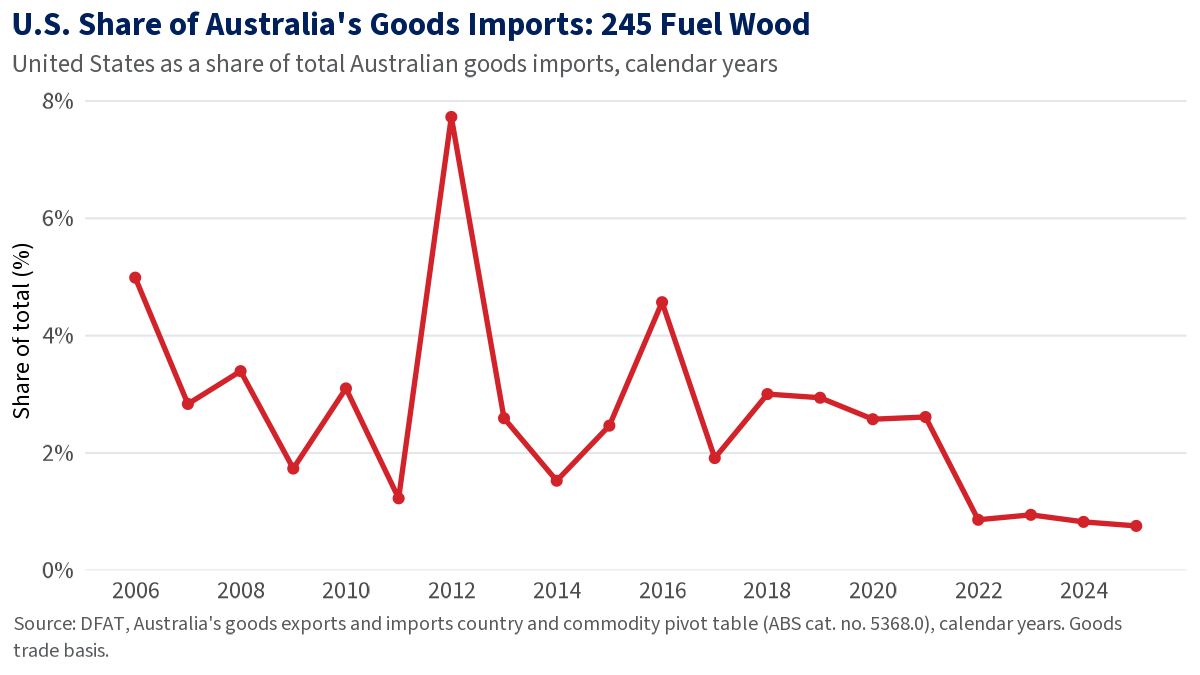 U.S. Share of Australia's Goods Imports: 245 Fuel Wood
United States as a share of total Australian goods imports, calendar years
Share of total (%)
8%
6%
4%
2%
0%
2006 2008 2010 2012 2014 2016 2018 2020 2022 2024
Source: DFAT, Australia's goods exports and imports country and commodity pivot table (ABS cat. no. 5368.0), calendar years. Goods
trade basis.